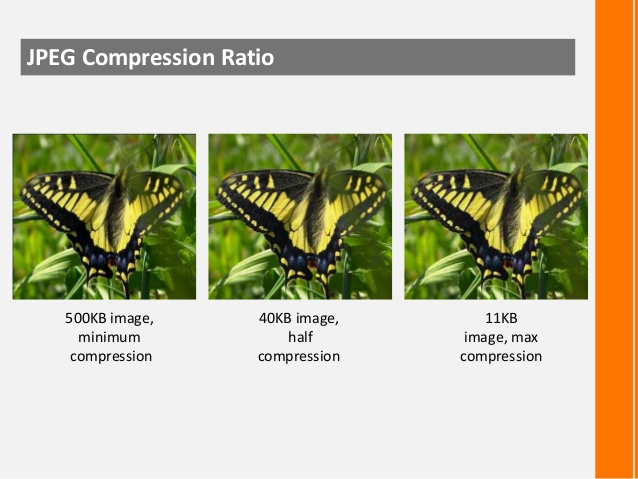 JPEG Compression Ratio
500KB image,
minimum
compression
40KB image,
half
compression
11KB
image, max
compression